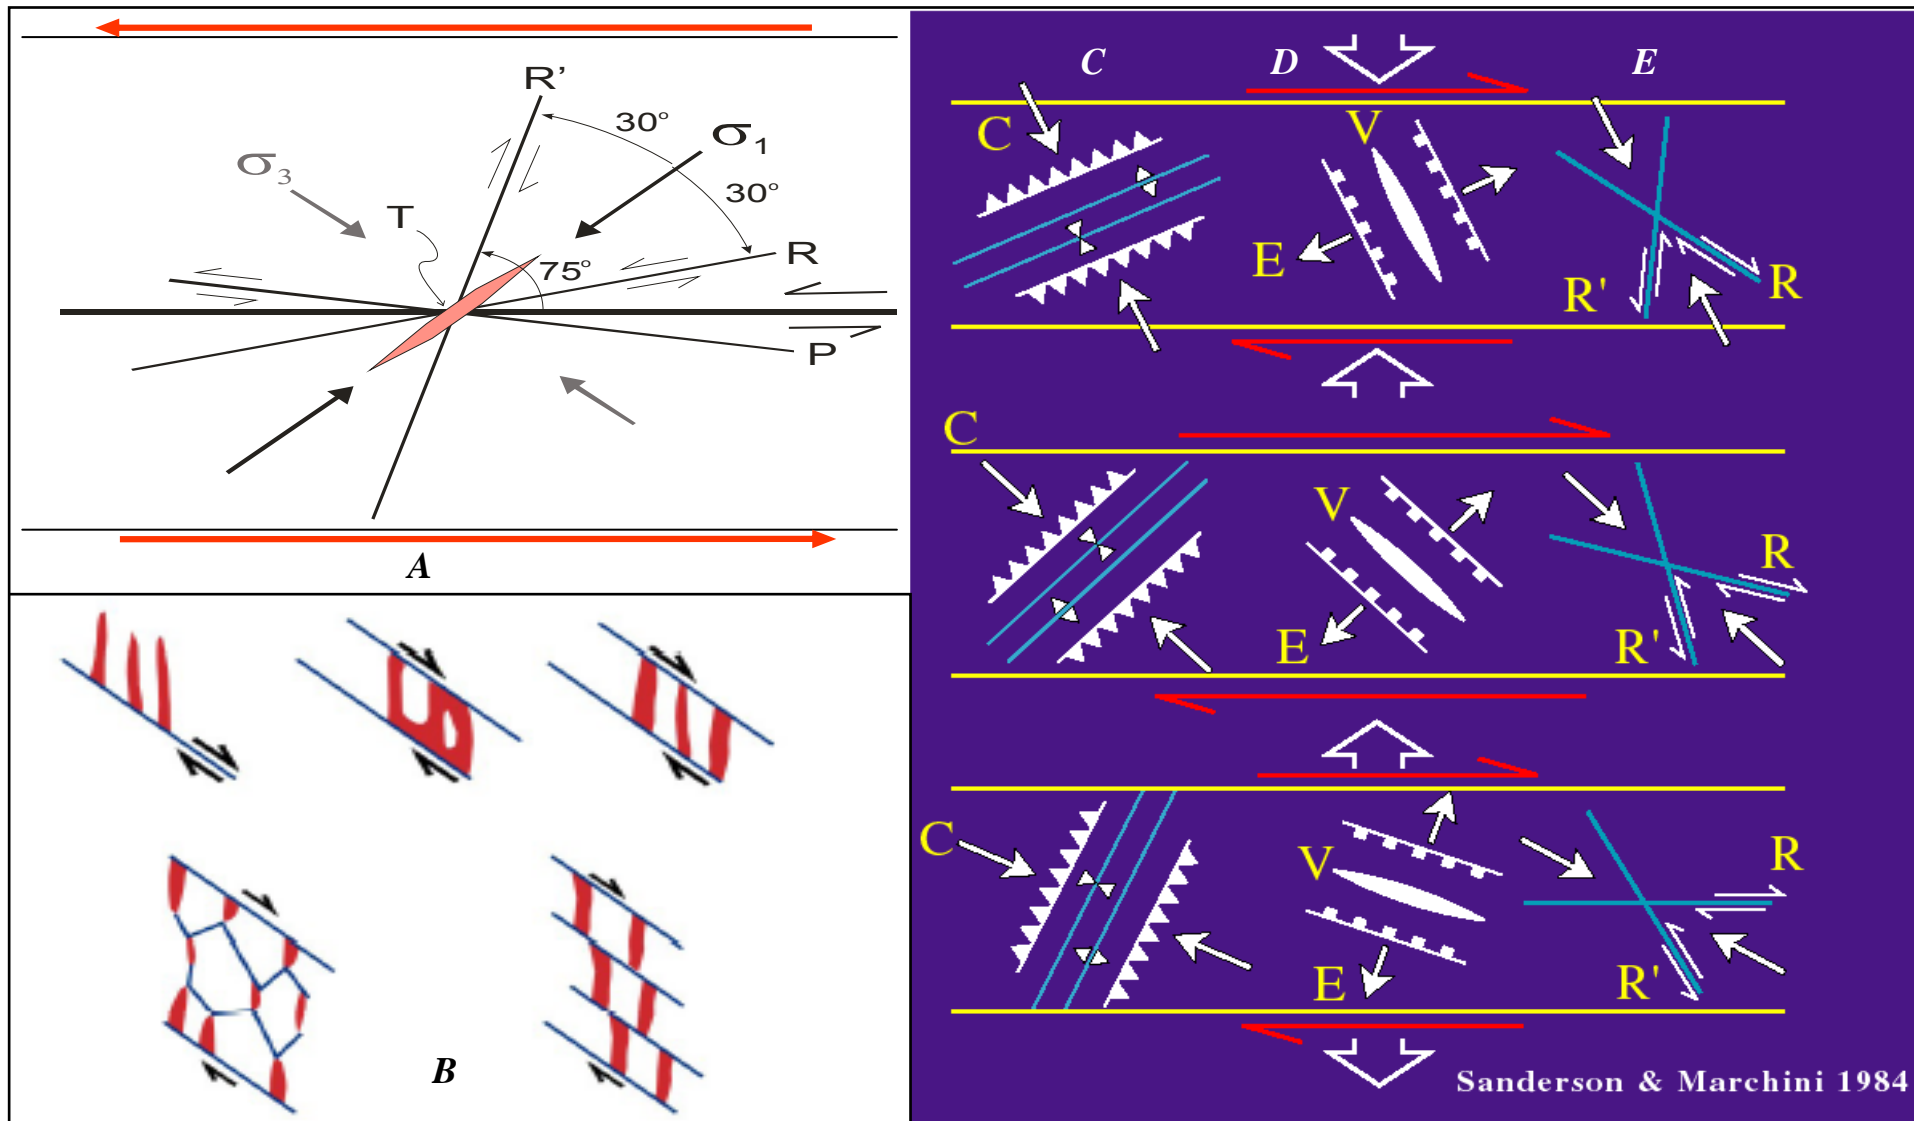 R’
30°
σ1
σ3
30°
T
R
75°
P
A
B
C D E
C
V
E
R'
R
C
V
R
E
R'
C
V
R
E
R'
Sanderson & Marchini 1984